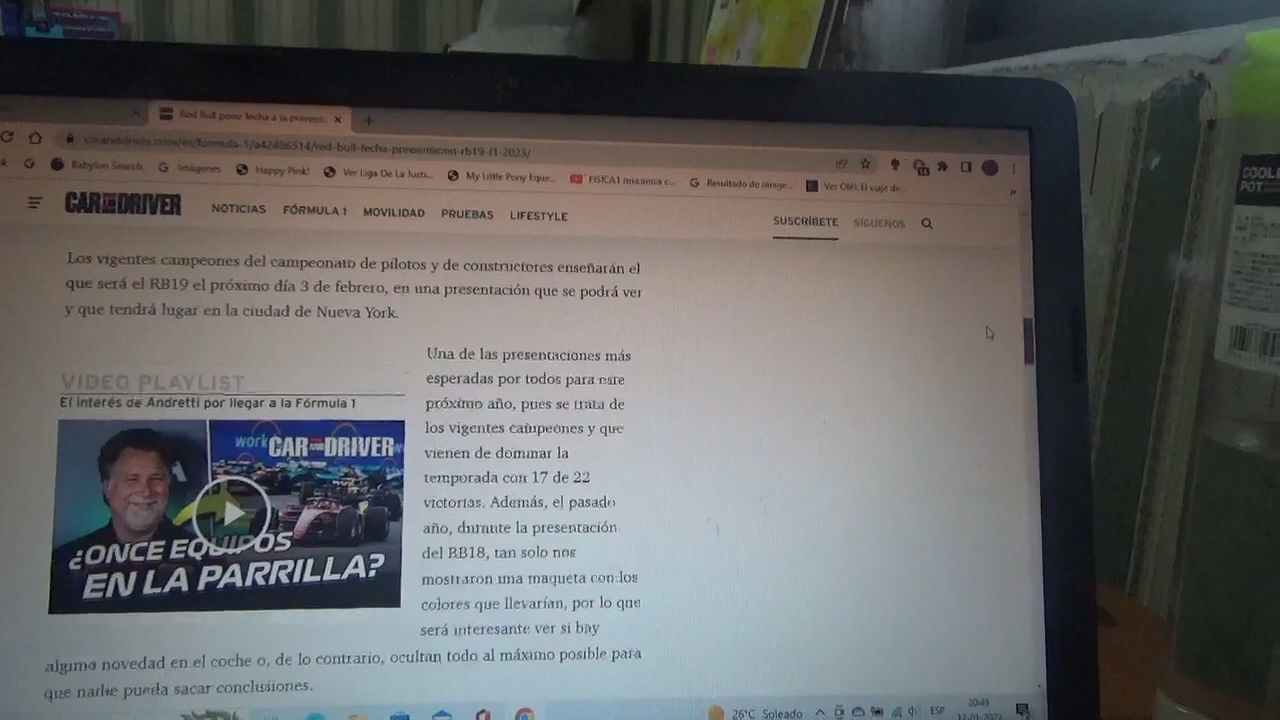 Red Bull pone fecha a la present
caranddriver.com/es/formula-1/a42486514/red-bull-fecha-presentacion-rb19-f1-2023/
Babylon Search
Imágenes
Happy Pink!
Ver Liga De La Justi...
My Little Pony Eque...
FISICA1
Resultado de image...
Ver Olé!: El viaje de...
CAR AND DRIVER
NOTICIAS
FÓRMULA 1
MOVILIDAD
PRUEBAS
LIFESTYLE
SUSCRÍBETE
SÍGUENOS
Los vigentes campeones del campeonato de pilotos y de constructores enseñarán el
que será el RB19 el próximo día 3 de febrero, en una presentación que se podrá ver
y que tendrá lugar en la ciudad de Nueva York.
VIDEO PLAYLIST
El interés de Andretti por llegar a la Fórmula 1
work
CAR AND DRIVER
¿ONCE EQUIPOS
EN LA PARRILLA?
Una de las presentaciones más
esperadas por todos para este
próximo año, pues se trata de
los vigentes campeones y que
vienen de dominar la
temporada con 17 de 22
victorias. Además, el pasado
año, durante la presentación
del RB18, tan solo nos
mostraron una maqueta con los
colores que llevarían, por lo que
será interesante ver si hay
alguna novedad en el coche o, de lo contrario, ocultan todo al máximo posible para
que nadie pueda sacar conclusiones.
26°C Soleado
ESP
20:49
COOL
POT